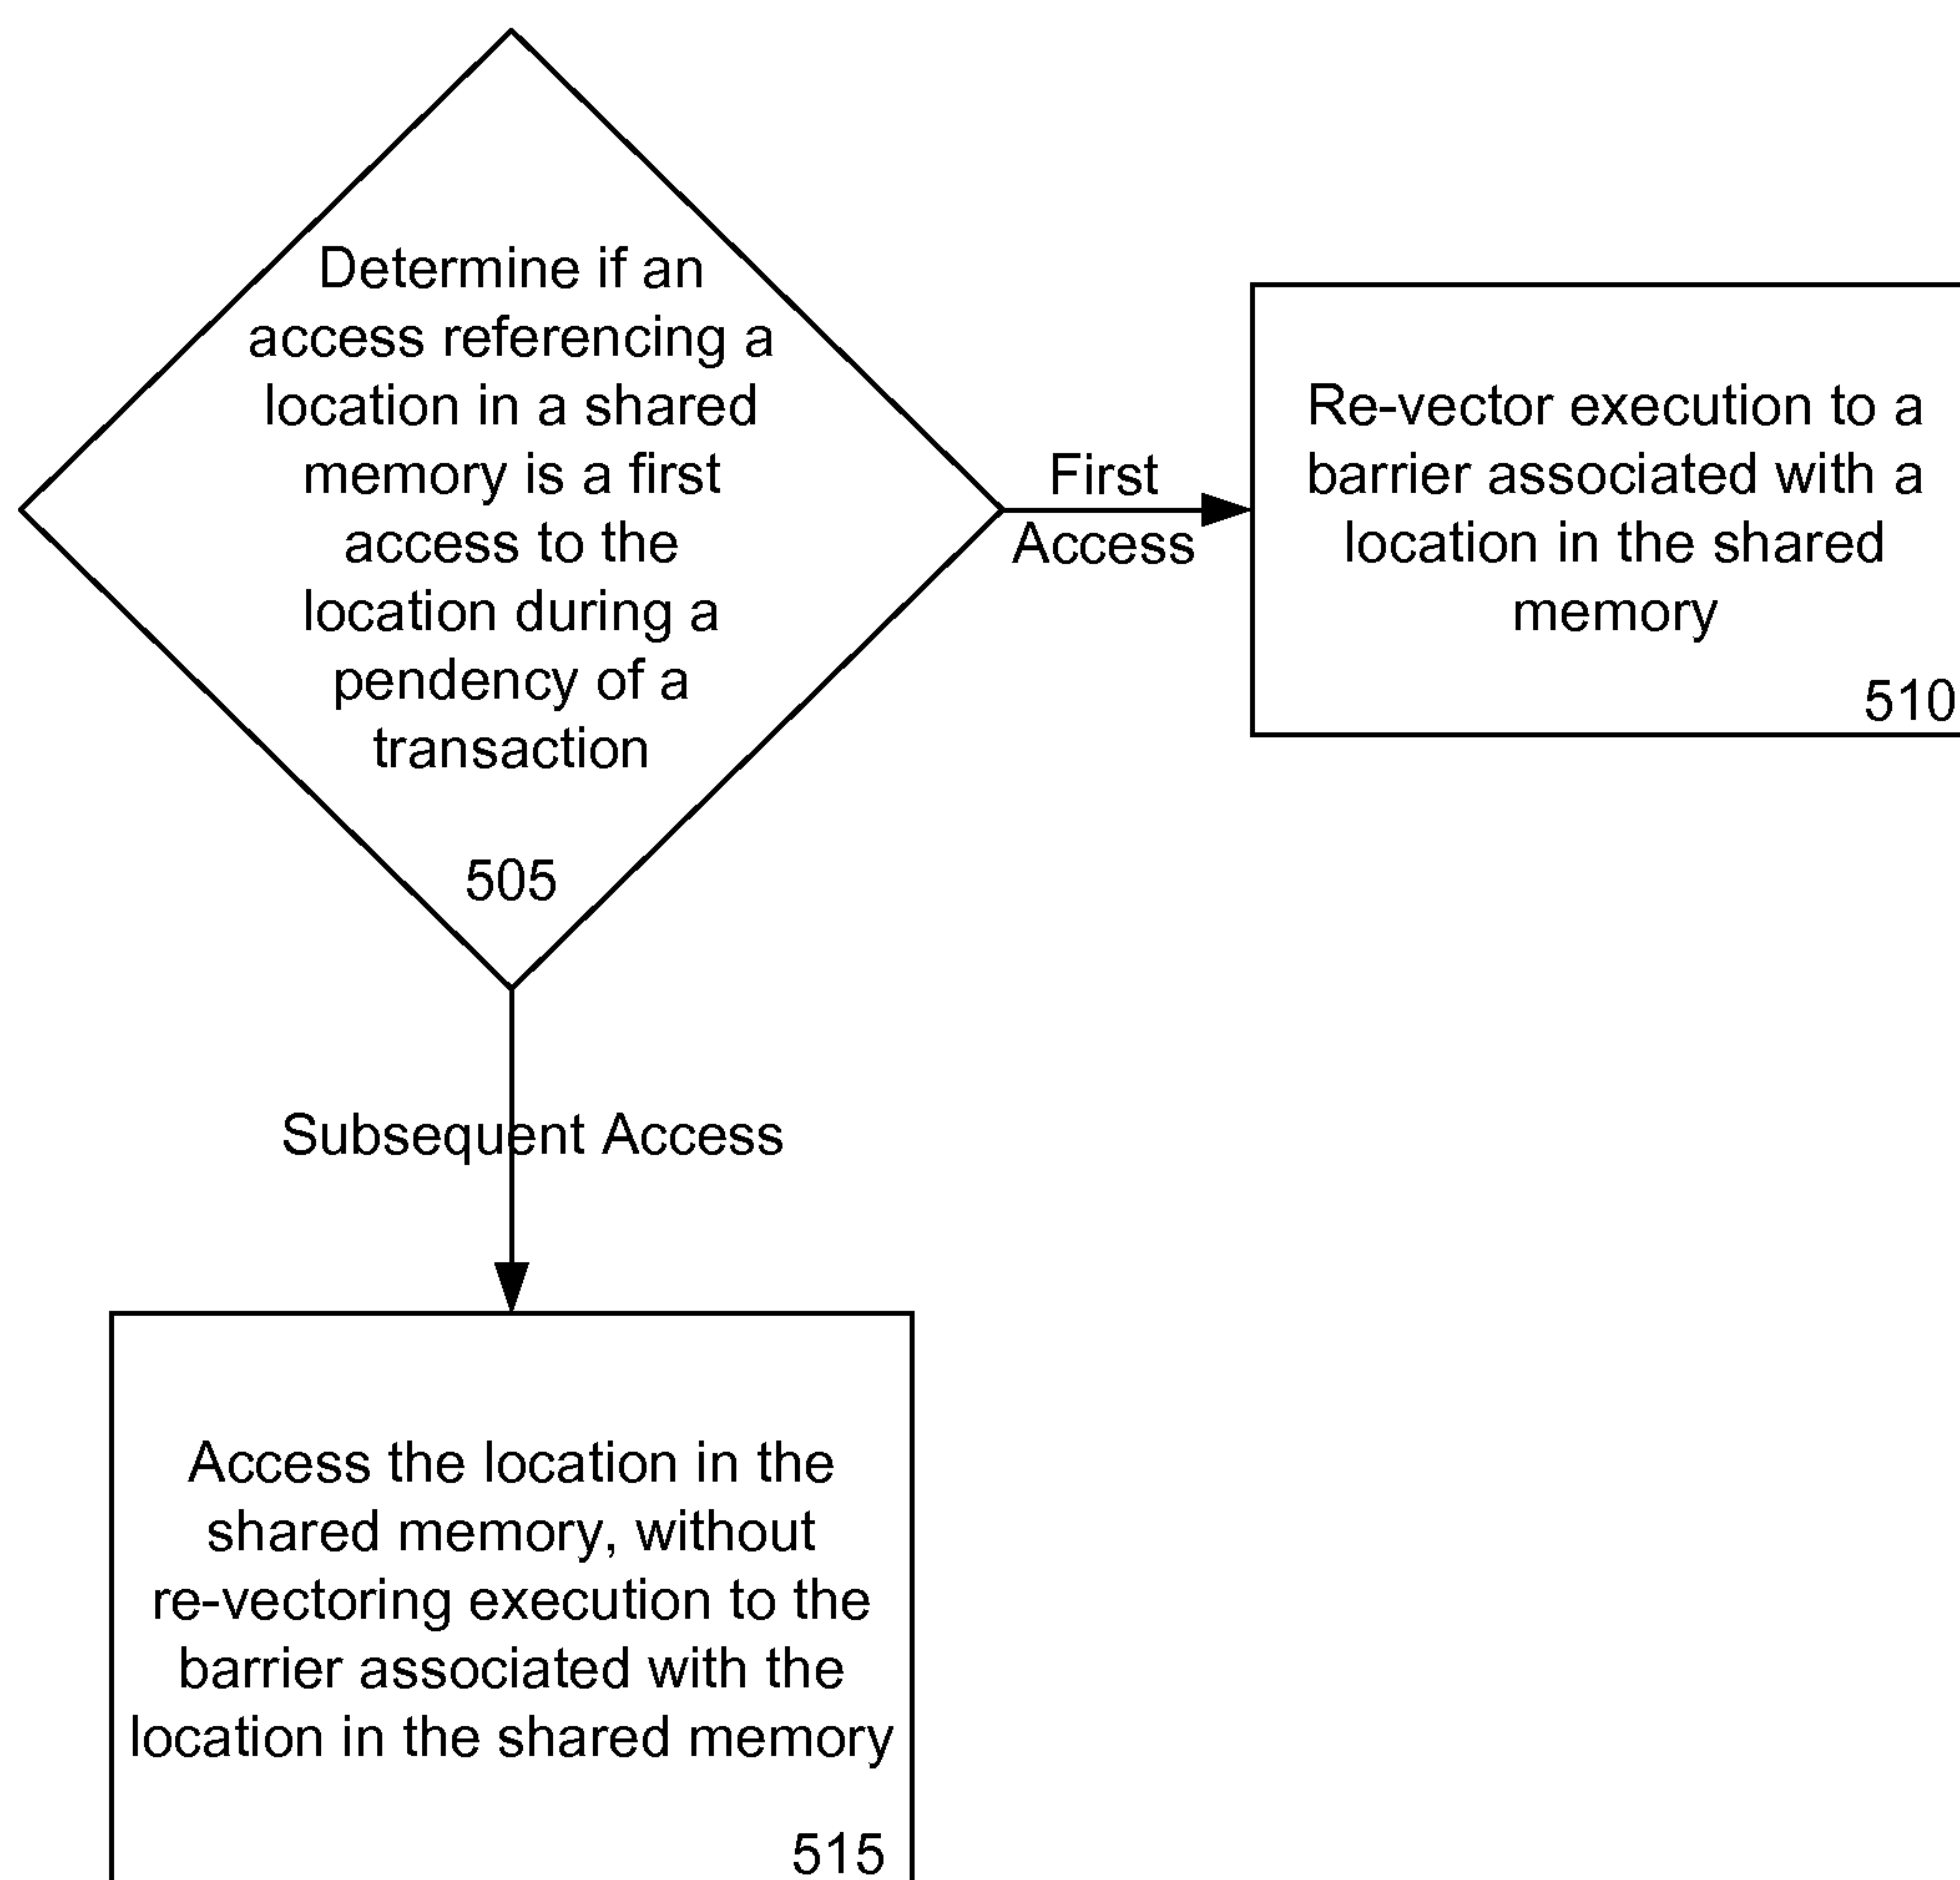 Determine if an
access referencing a
location in a shared
memory is a first
access to the
location during a
pendency of a
transaction
505
First
Access
Re-vector execution to a
barrier associated with a
location in the shared
memory
510
Subsequent Access
Access the location in the
shared memory, without
re-vectoring execution to the
barrier associated with the
location in the shared memory
515